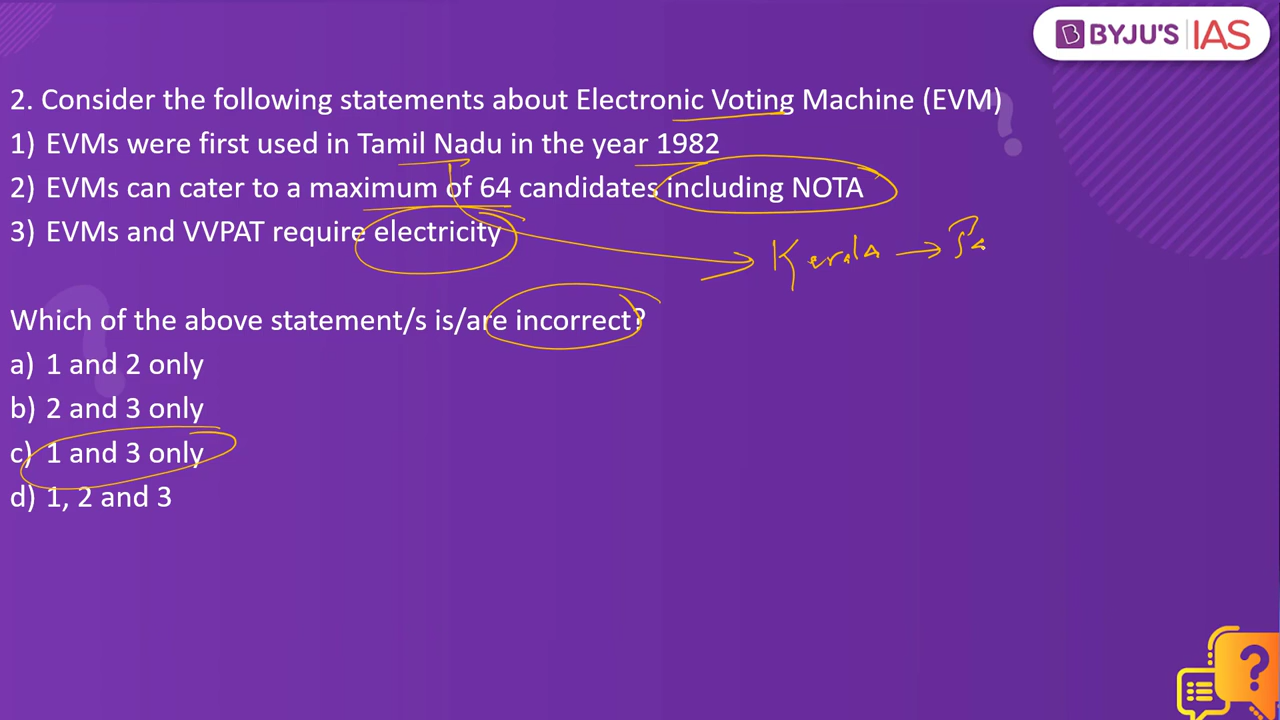 BYJU'S IAS
2. Consider the following statements about Electronic Voting Machine (EVM)
1) EVMs were first used in Tamil Nadu in the year 1982
2) EVMs can cater to a maximum of 64 candidates including NOTA
3) EVMs and VVPAT require electricity
Kerala →
Which of the above statement/s is/are incorrect?
a) 1 and 2 only
b) 2 and 3 only
c) 1 and 3 only
d) 1, 2 and 3